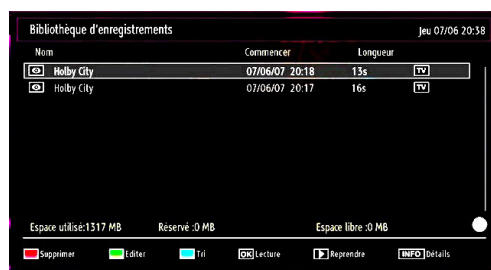 Bibliothèque d'enregistrements Jeu 07/06 20:38
Nom Commencer Longueur
Holby City 07/06/07 20:18 13s TV
Holby City 07/06/07 20:17 16s TV
Espace utilisé:1317 MB Réservé :0 MB Espace libre :0 MB
Supprimer Editer Tri OK Lecture Reprendre INFO Détails